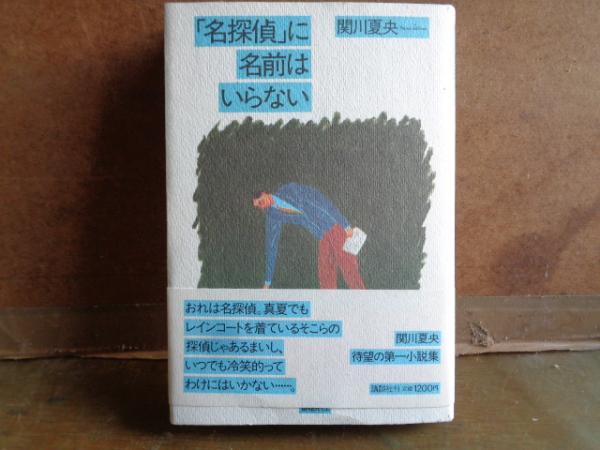 「名探偵」に
名前は
いらない
関川夏央
おれは名探偵。真夏でも
レインコートを着ているそこらの
探偵じゃあるまいし、
いつでも冷笑的って
わけにはいかない……。
関川夏央
待望の第一小説集
講談社刊 定価1200円